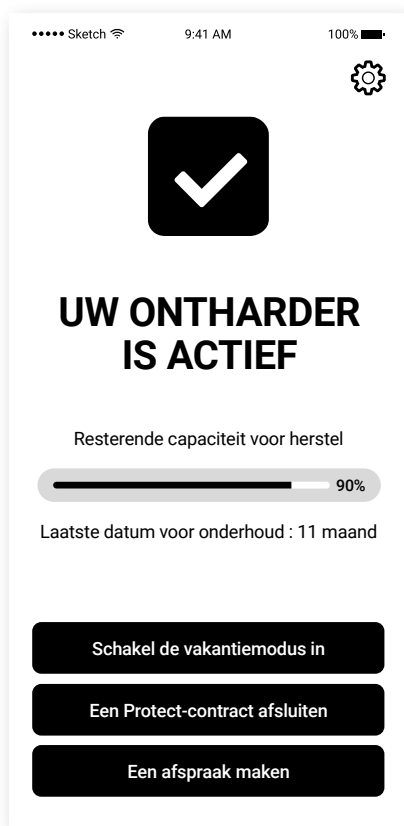 Sketch 9:41 AM 100%
UW ONTHARDER
IS ACTIEF
Resterende capaciteit voor herstel
90%
Laatste datum voor onderhoud : 11 maand
Schakel de vakantiemodus in
Een Protect-contract afsluiten
Een afspraak maken